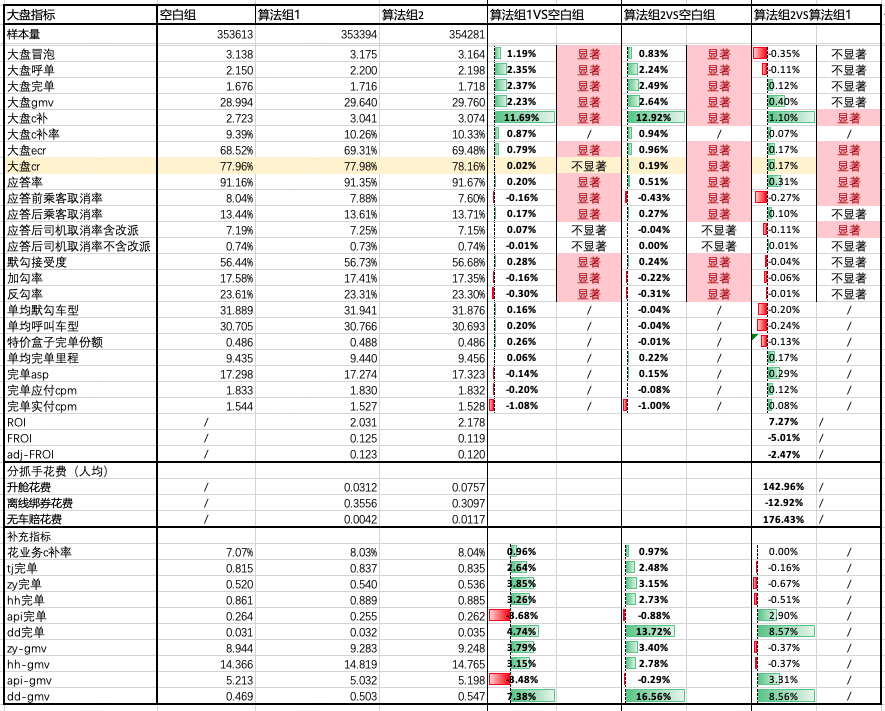 大盘指标 空白组 算法组1 算法组2 算法组1VS空白组 算法组2VS空白组 算法组2VS算法组1
样本量 353613 353394 354281
大盘冒泡 3.138 3.175 3.164 1.19% 显著 0.83% 显著 -0.35% 不显著
大盘呼单 2.150 2.200 2.198 2.35% 显著 2.24% 显著 -0.11% 不显著
大盘完单 1.676 1.716 1.718 2.37% 显著 2.49% 显著 0.12% 不显著
大盘gmv 28.994 29.640 29.760 2.23% 显著 2.64% 显著 0.40% 不显著
大盘c补 2.723 3.041 3.074 11.69% 显著 12.92% 显著 1.10% 显著
大盘c补率 9.39% 10.26% 10.33% 0.87% / 0.94% / 0.07% /
大盘ecr 68.52% 69.31% 69.48% 0.79% 显著 0.96% 显著 0.17% 显著
大盘cr 77.96% 77.98% 78.16% 0.02% 不显著 0.19% 显著 0.17% 显著
应答率 91.16% 91.35% 91.67% 0.20% 显著 0.51% 显著 0.31% 显著
应答前乘客取消率 8.04% 7.88% 7.60% -0.16% 显著 -0.43% 显著 -0.27% 显著
应答后乘客取消率 13.44% 13.61% 13.71% 0.17% 显著 0.27% 显著 0.10% 不显著
应答后司机取消率含改派 7.19% 7.25% 7.15% 0.07% 不显著 -0.04% 不显著 -0.11% 显著
应答后司机取消率不含改派 0.74% 0.73% 0.74% -0.01% 不显著 0.00% 不显著 0.01% 不显著
默勾接受度 56.44% 56.73% 56.68% 0.28% 显著 0.24% 显著 -0.04% 不显著
加勾率 17.58% 17.41% 17.35% -0.16% 显著 -0.22% 显著 -0.06% 不显著
反勾率 23.61% 23.31% 23.30% -0.30% 显著 -0.31% 显著 -0.01% 不显著
单均默勾车型 31.889 31.941 31.876 0.16% / -0.04% / -0.20% /
单均呼叫车型 30.705 30.766 30.693 0.20% / -0.04% / -0.24% /
特价盒子完单份额 0.486 0.488 0.486 0.26% / -0.01% / -0.13% /
单均完单里程 9.435 9.440 9.456 0.06% / 0.22% / 0.17% /
完单asp 17.298 17.274 17.323 -0.14% / 0.15% / 0.29% /
完单应付cpm 1.833 1.830 1.832 -0.20% / -0.08% / 0.12% /
完单实付cpm 1.544 1.527 1.528 -1.08% / -1.00% / 0.08% /
ROI / 2.031 2.178 7.27% /
FROI / 0.125 0.119 -5.01% /
adj-FROI / 0.123 0.120 -2.47% /
分抓手花费（人均）
升舱花费 / 0.0312 0.0757 142.96% /
离线绑券花费 / 0.3556 0.3097 -12.92% /
无车赔花费 / 0.0042 0.0117 176.43% /
补充指标
花业务c补率 7.07% 8.03% 8.04% 0.96% 0.97% 0.00% /
tj完单 0.815 0.837 0.835 2.64% 2.48% -0.16% /
zy完单 0.520 0.540 0.536 3.85% 3.15% -0.67% /
hh完单 0.861 0.889 0.885 3.26% 2.73% -0.51% /
api完单 0.264 0.255 0.262 -3.68% -0.88% 2.90% /
dd完单 0.031 0.032 0.035 4.74% 13.72% 8.57% /
zy-gmv 8.944 9.283 9.248 3.79% 3.40% -0.37% /
hh-gmv 14.366 14.819 14.765 3.15% 2.78% -0.37% /
api-gmv 5.213 5.032 5.198 -3.48% -0.29% 3.31% /
dd-gmv 0.469 0.503 0.547 7.38% 16.56% 8.56% /